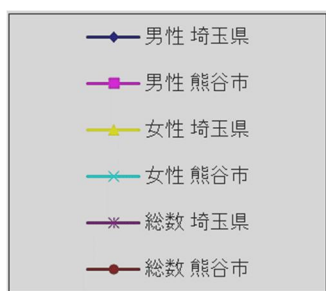 男性 埼玉県
男性 熊谷市
女性 埼玉県
女性 熊谷市
総数 埼玉県
総数 熊谷市